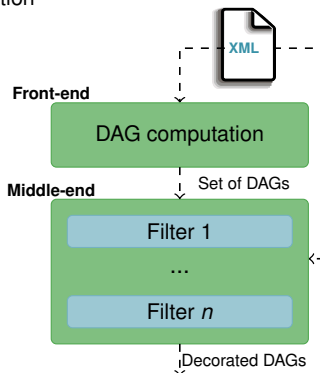 XML
Front-end
DAG computation
Set of DAGs
Middle-end
Filter 1
...
Filter n
Decorated DAGs